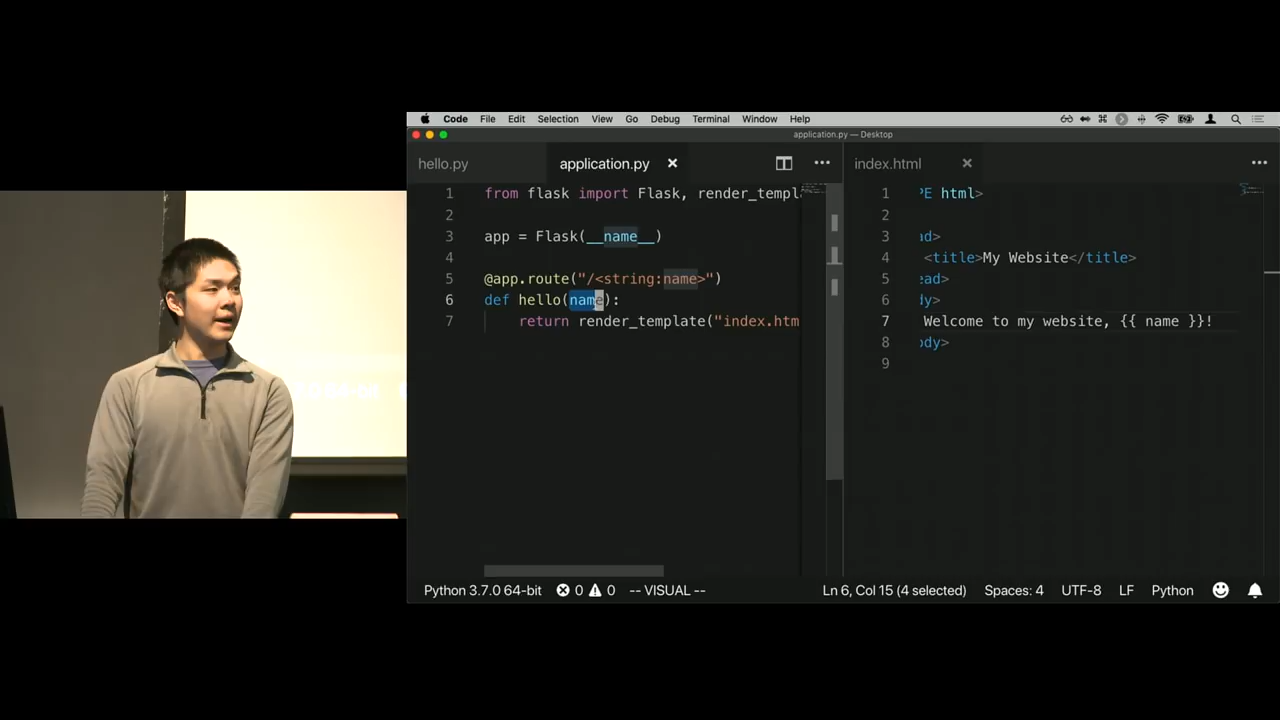 Code File Edit Selection View Go Debug Terminal Window Help
application.py — Desktop
hello.py application.py index.html
1 from flask import Flask, render_templa
2
3 app = Flask(__name__)
4
5 @app.route("/<string:name>")
6 def hello(name):
7 return render_template("index.htm
1 PE html>
2
3 ad>
4 <title>My Website</title>
5 ead>
6 dy>
7 Welcome to my website, {{ name }}!
8 ody>
9
Python 3.7.0 64-bit 0 0 -- VISUAL -- Ln 6, Col 15 (4 selected) Spaces: 4 UTF-8 LF Python